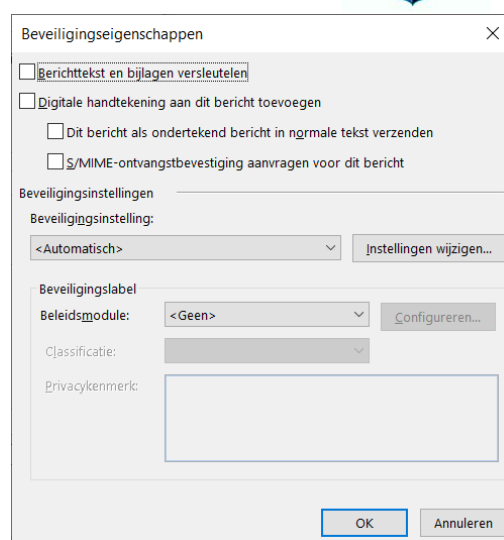 Beveiligingseigenschappen
Berichttekst en bijlagen versleutelen
Digitale handtekening aan dit bericht toevoegen
Dit bericht als ondertekend bericht in normale tekst verzenden
S/MIME-ontvangstbevestiging aanvragen voor dit bericht
Beveiligingsinstellingen
Beveiligingsinstelling:
<Automatisch> Instellingen wijzigen...
Beveiligingslabel
Beleidsmodule: <Geen> Configureren...
Classificatie:
Privacykenmerk:
OK Annuleren